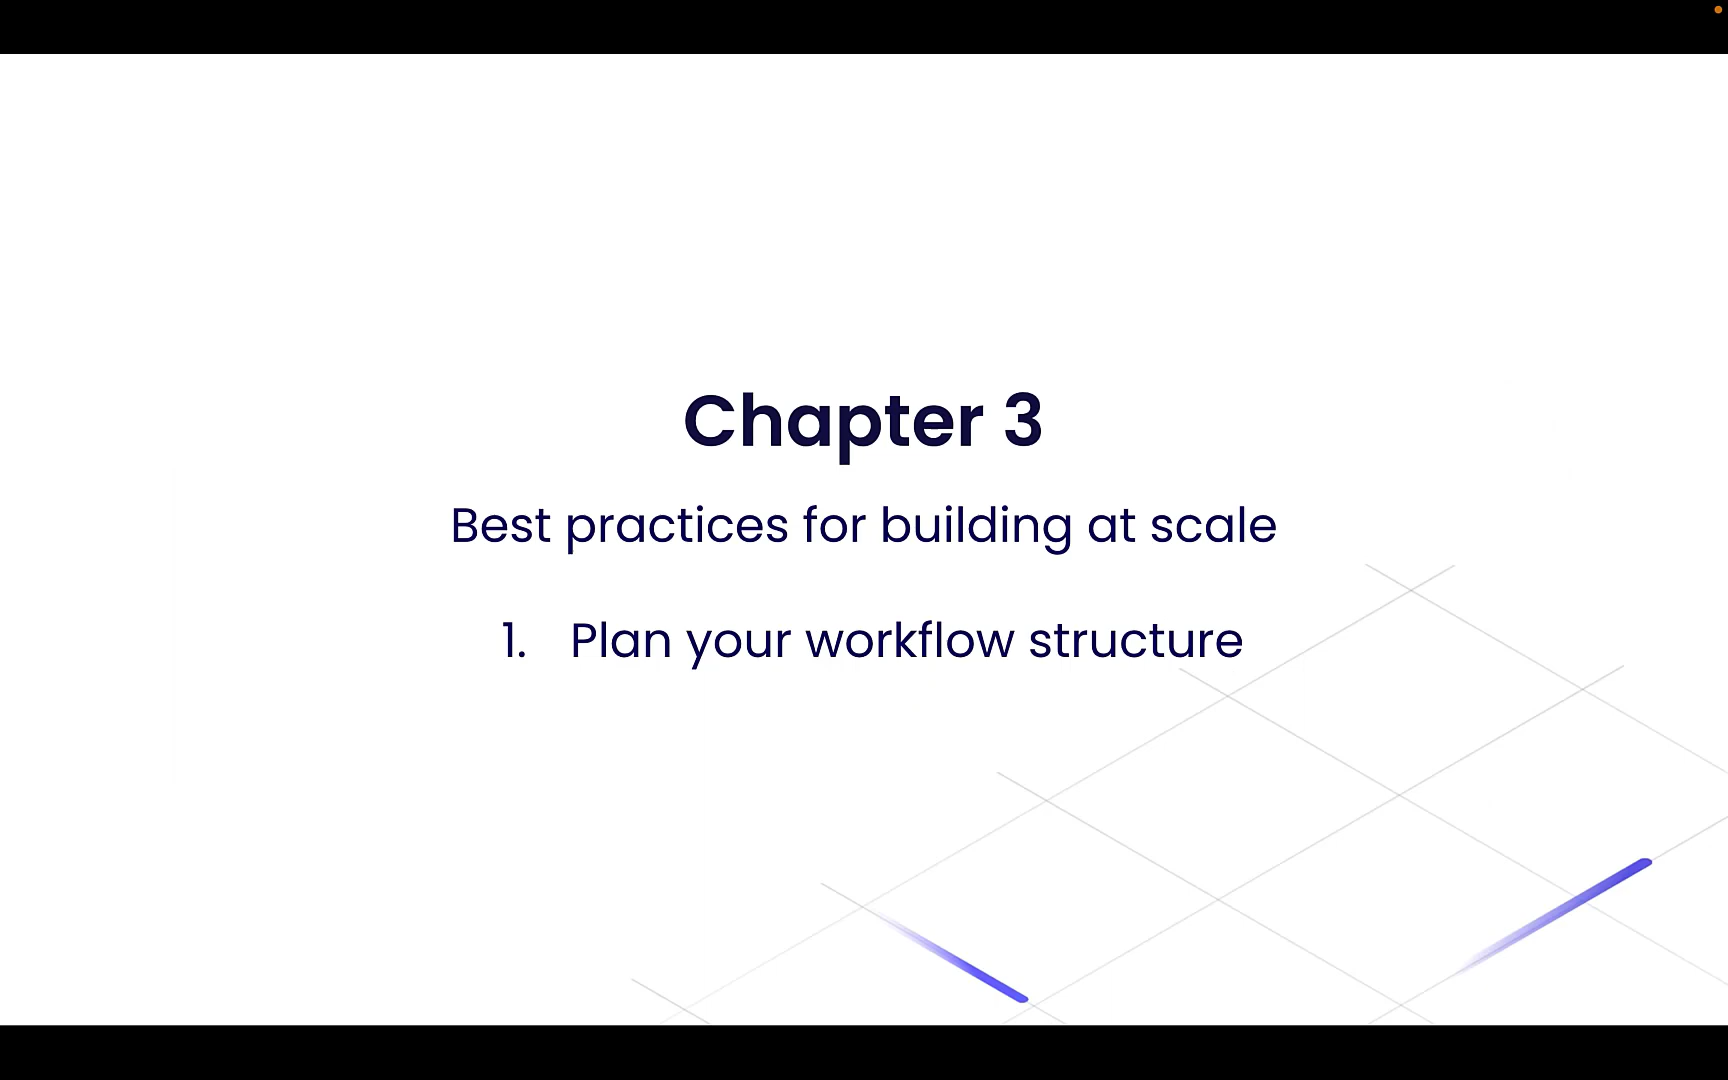 Chapter 3
Best practices for building at scale
1. Plan your workflow structure